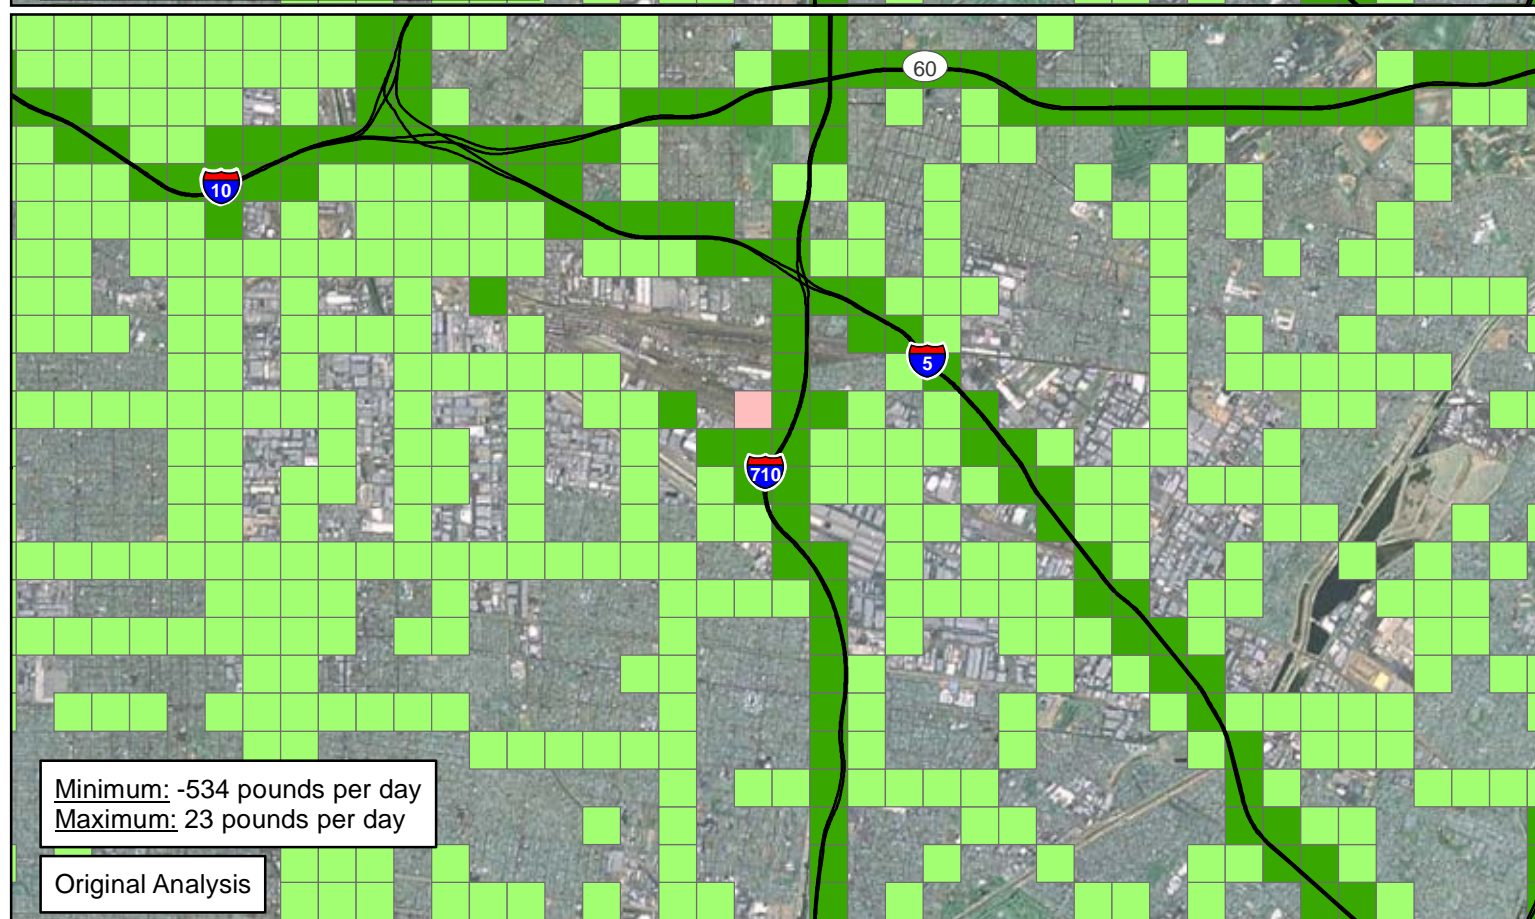 60
10
5
710
Minimum: -534 pounds per day
Maximum: 23 pounds per day
Original Analysis